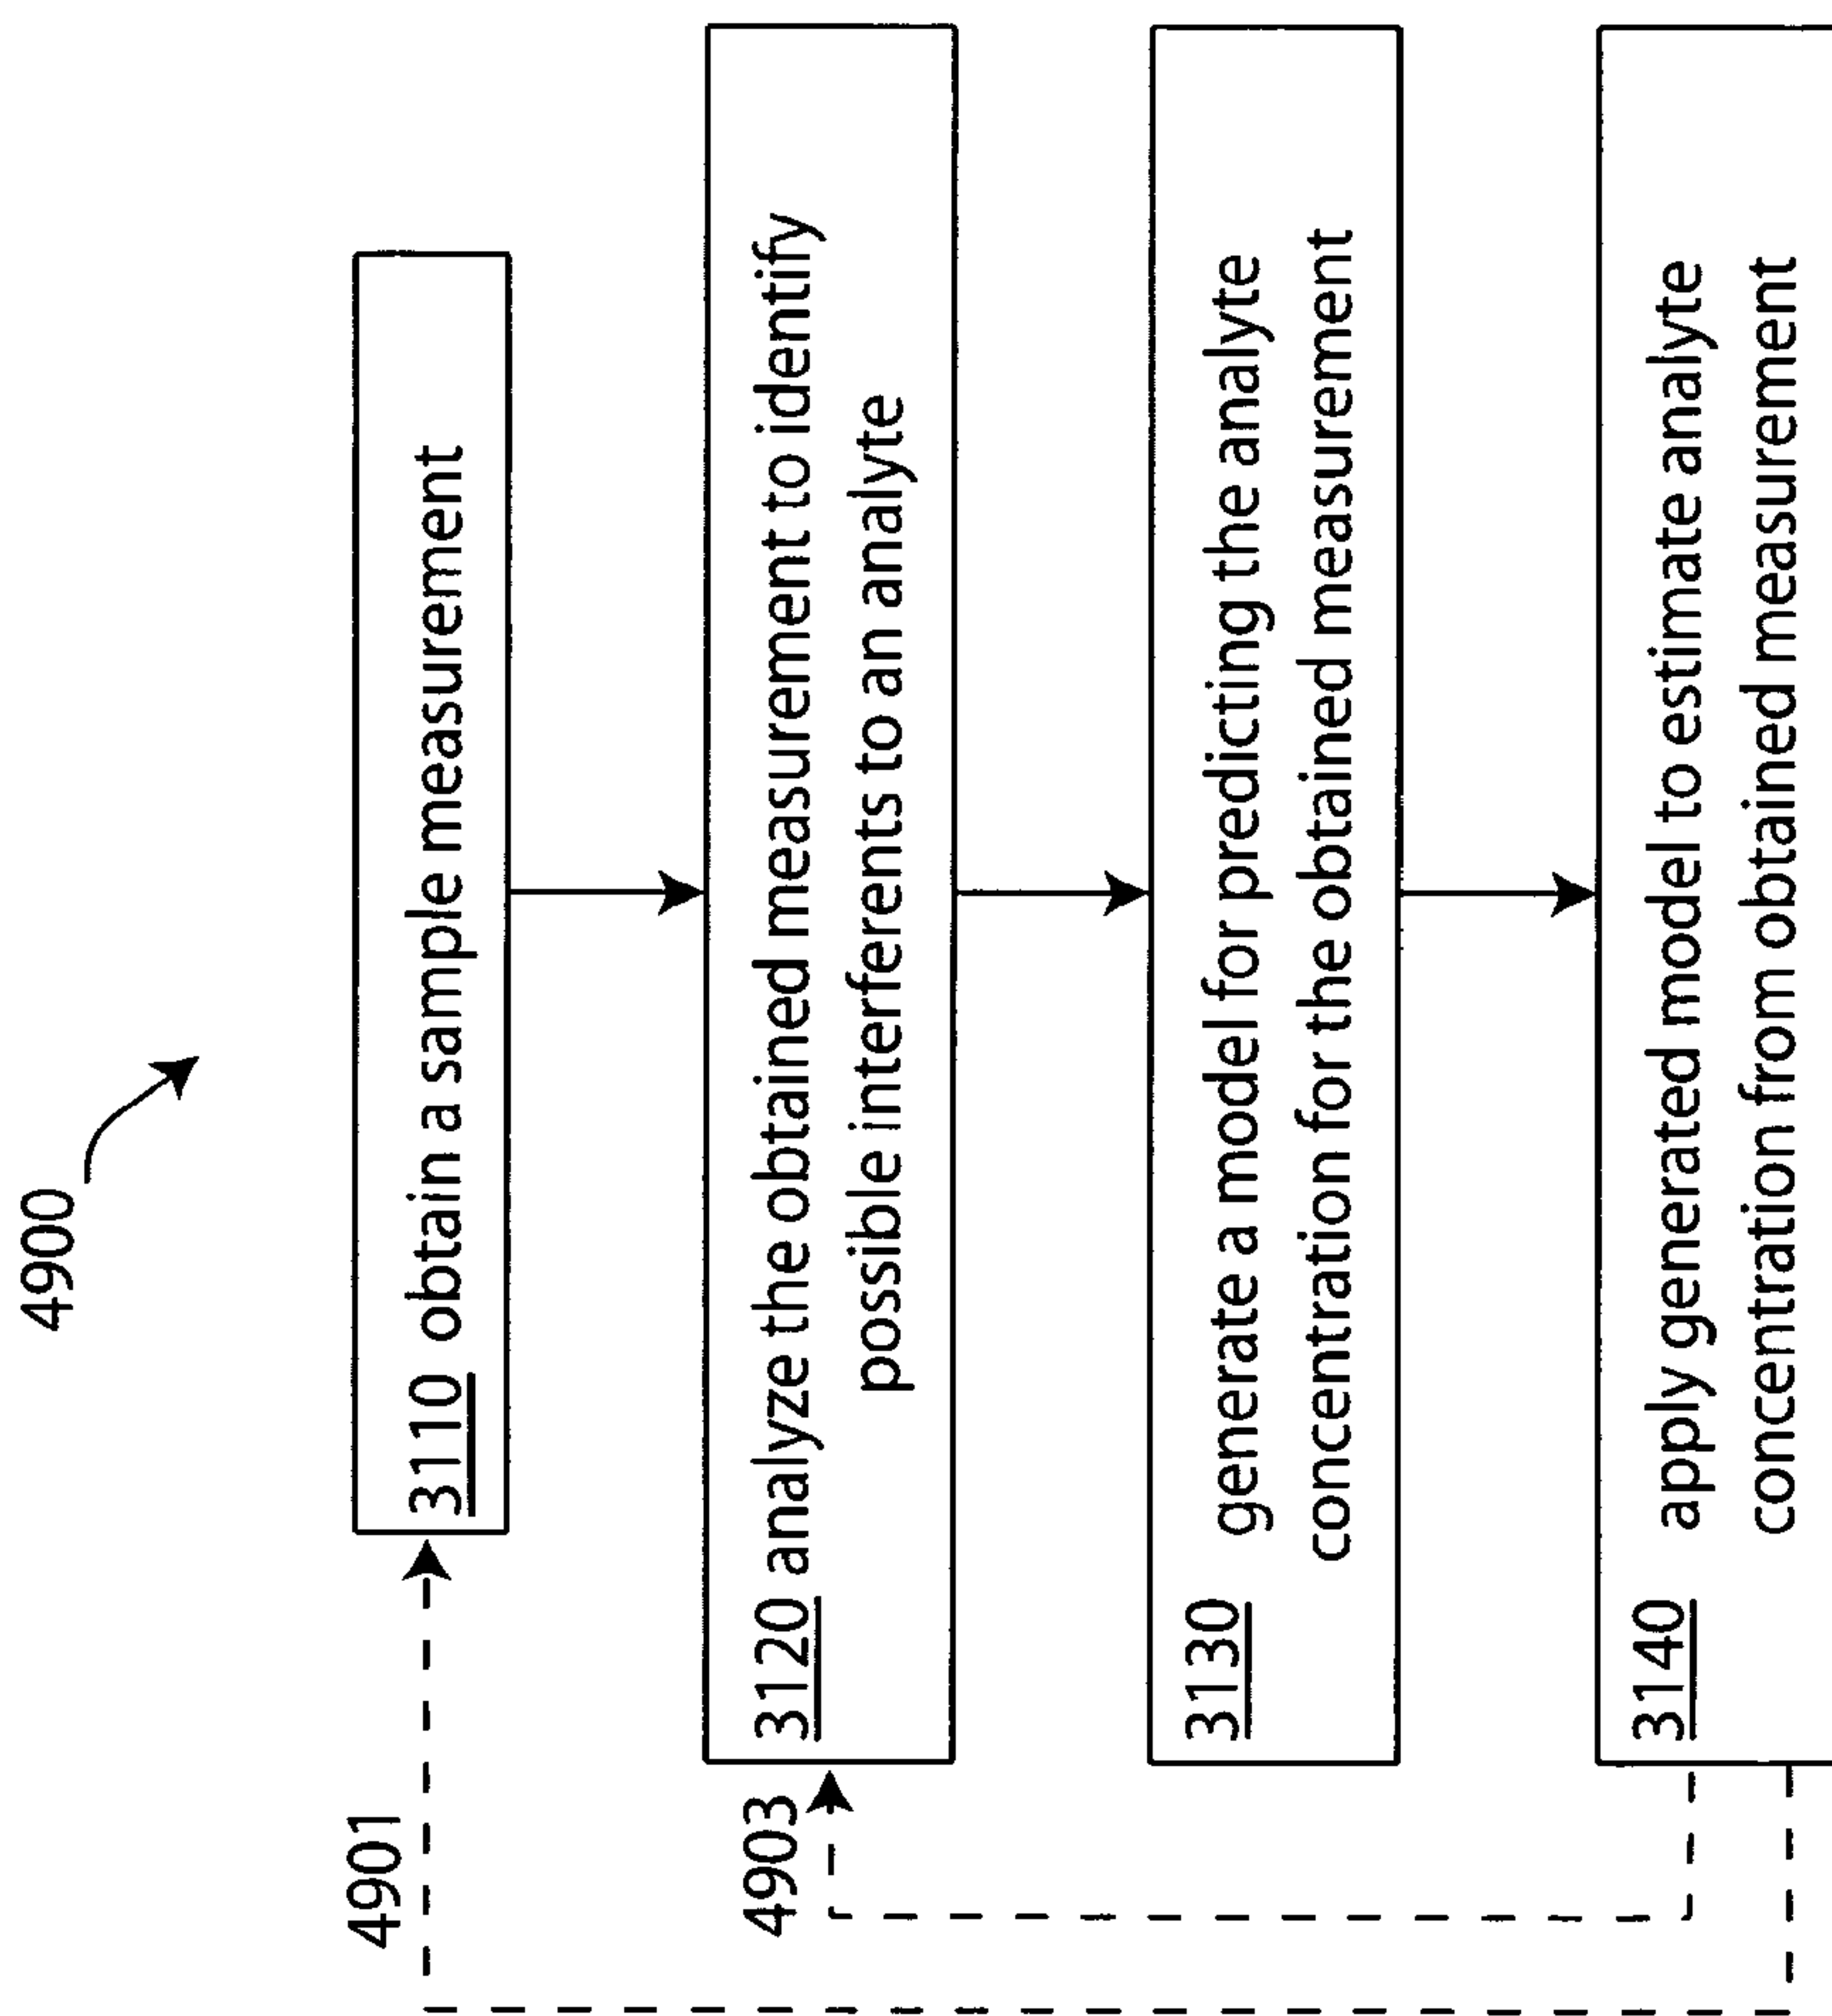 4900
4901
3110 obtain a sample measurement
4903
3120 analyze the obtained measurement to identify
possible interferents to an analyte
3130 generate a model for predicting the analyte
concentration for the obtained measurement
3140 apply generated model to estimate analyte
concentration from obtained measurement